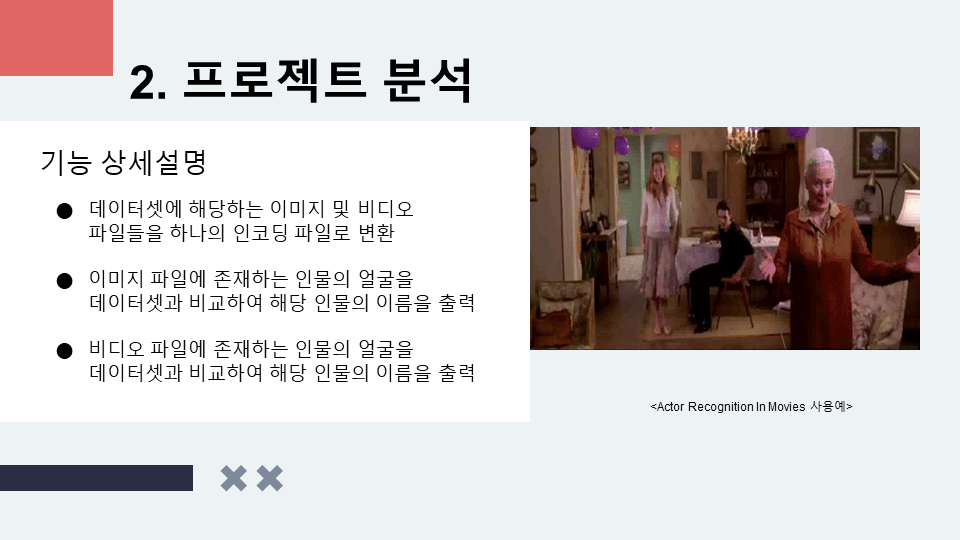 2. 프로젝트 분석
기능 상세설명
● 데이터셋에 해당하는 이미지 및 비디오
파일들을 하나의 인코딩 파일로 변환
● 이미지 파일에 존재하는 인물의 얼굴을
데이터셋과 비교하여 해당 인물의 이름을 출력
● 비디오 파일에 존재하는 인물의 얼굴을
데이터셋과 비교하여 해당 인물의 이름을 출력
<Actor Recognition In Movies 사용예>